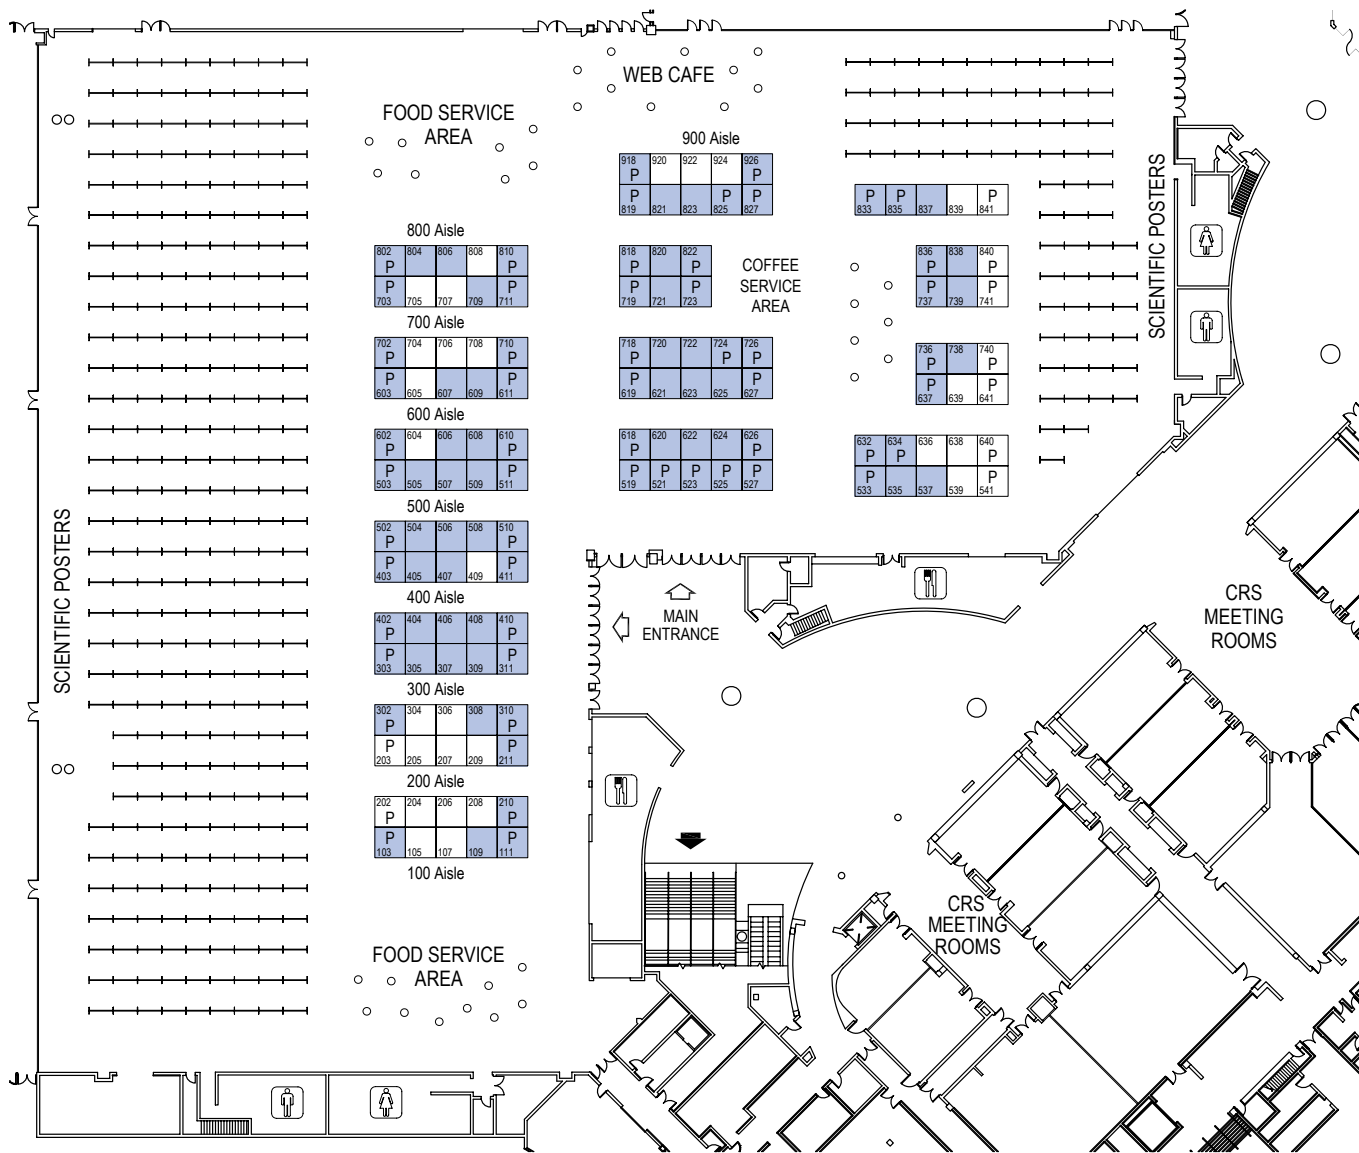 WEB CAFE
FOOD SERVICE
AREA
900 Aisle
918 920 922 924 926
P P
P P P
819 821 823 825 827
SCIENTIFIC POSTERS
P P P
833 835 837 839 841
800 Aisle
802 804 806 808 810
P P
P P
703 705 707 709 711
818 820 822
P P
P P
719 721 723
COFFEE
SERVICE
AREA
836 838 840
P P
P P
737 739 741
700 Aisle
702 704 706 708 710
P P
P P
603 605 607 609 611
718 720 722 724 726
P P P
P P
619 621 623 625 627
736 738 740
P P
P P
637 639 641
600 Aisle
602 604 606 608 610
P P
P P
503 505 507 509 511
618 620 622 624 626
P P
P P P P P
519 521 523 525 527
632 634 636 638 640
P P P
P P
533 535 537 539 541
500 Aisle
502 504 506 508 510
P P
P P
403 405 407 409 411
SCIENTIFIC POSTERS
400 Aisle
402 404 406 408 410
P P
P P
303 305 307 309 311
MAIN
ENTRANCE
CRS
MEETING
ROOMS
300 Aisle
302 304 306 308 310
P P
P P
203 205 207 209 211
200 Aisle
202 204 206 208 210
P P
P P
103 105 107 109 111
100 Aisle
CRS
MEETING
ROOMS
FOOD SERVICE
AREA